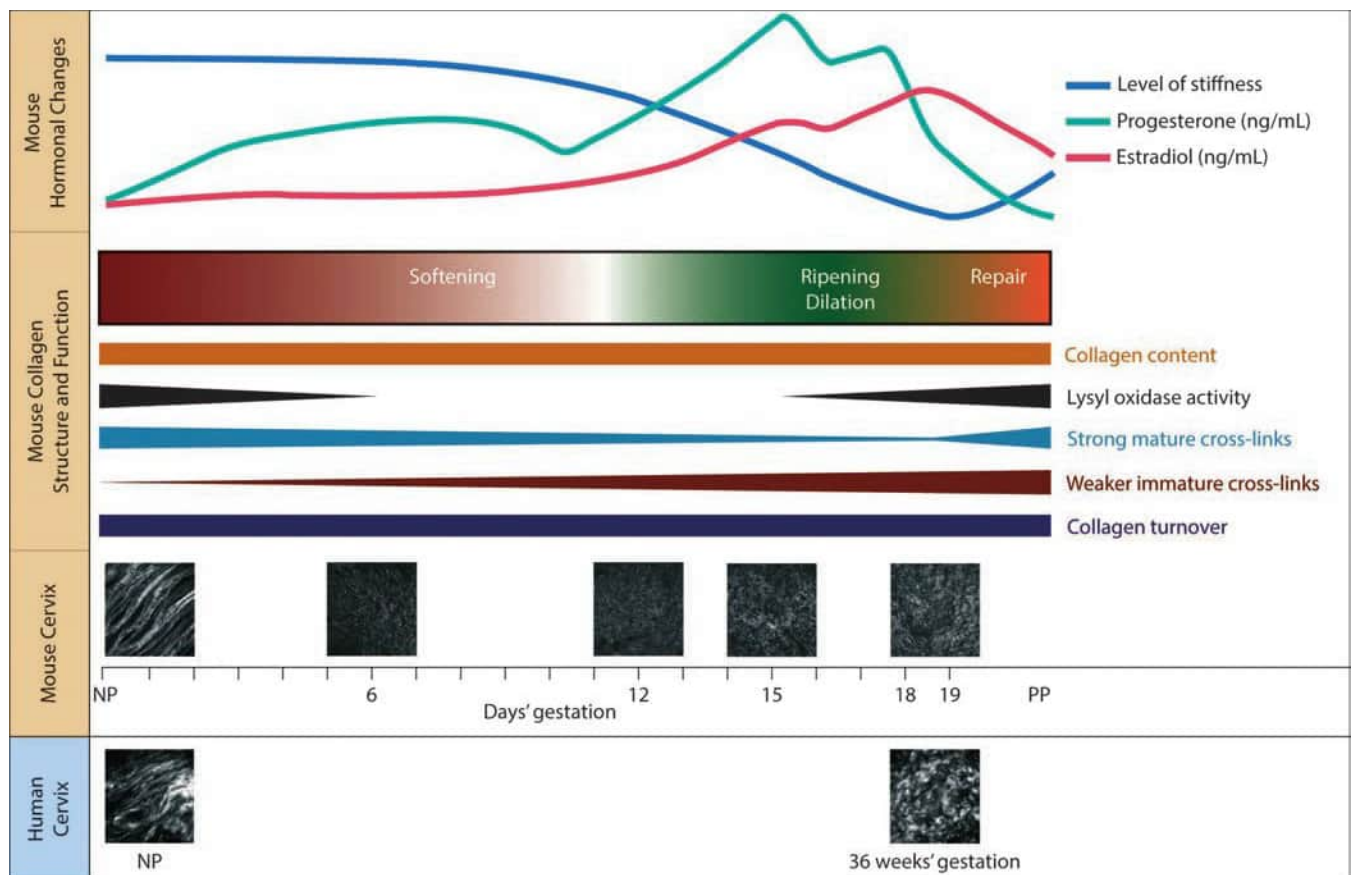 Mouse
Hormonal Changes
Level of stiffness
Progesterone (ng/mL)
Estradiol (ng/mL)
Mouse Collagen
Structure and Function
Softening
Ripening
Dilation
Repair
Collagen content
Lysyl oxidase activity
Strong mature cross-links
Weaker immature cross-links
Collagen turnover
Mouse Cervix
NP 6 12 15 18 19 PP
Days' gestation
Human
Cervix
NP
36 weeks' gestation